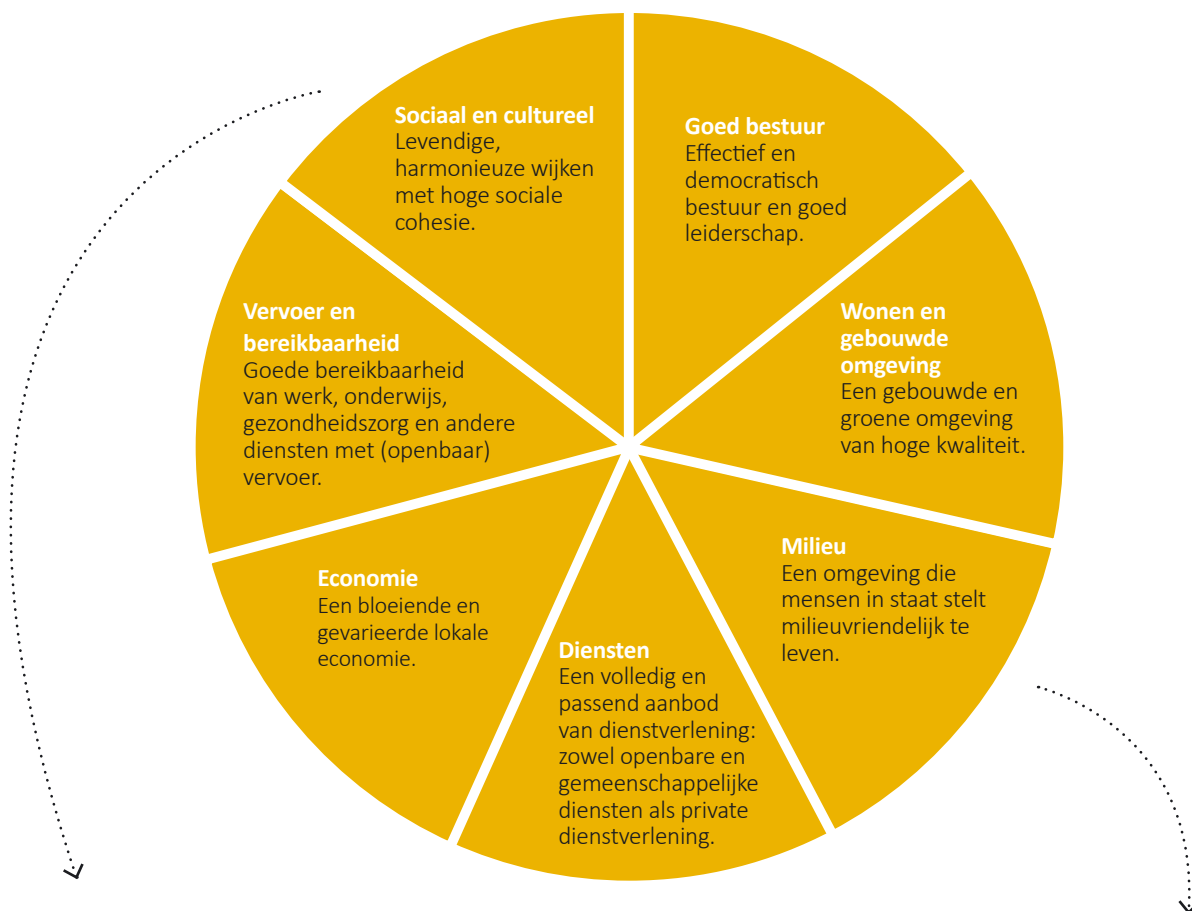 Sociaal en cultureel
Levendige,
harmonieuze wijken
met hoge sociale
cohesie.
Goed bestuur
Effectief en
democratisch
bestuur en goed
leiderschap.
Vervoer en
bereikbaarheid
Goede bereikbaarheid
van werk, onderwijs,
gezondheidszorg en andere
diensten met (openbaar)
vervoer.
Wonen en
gebouwde
omgeving
Een gebouwde en
groene omgeving
van hoge kwaliteit.
Economie
Een bloeiende en
gevarieerde lokale
economie.
Diensten
Een volledig en
passend aanbod
van dienstverlening:
zowel openbare en
gemeenschappelijke
diensten als private
dienstverlening.
Milieu
Een omgeving die
mensen in staat stelt
milieuvriendelijk te
leven.